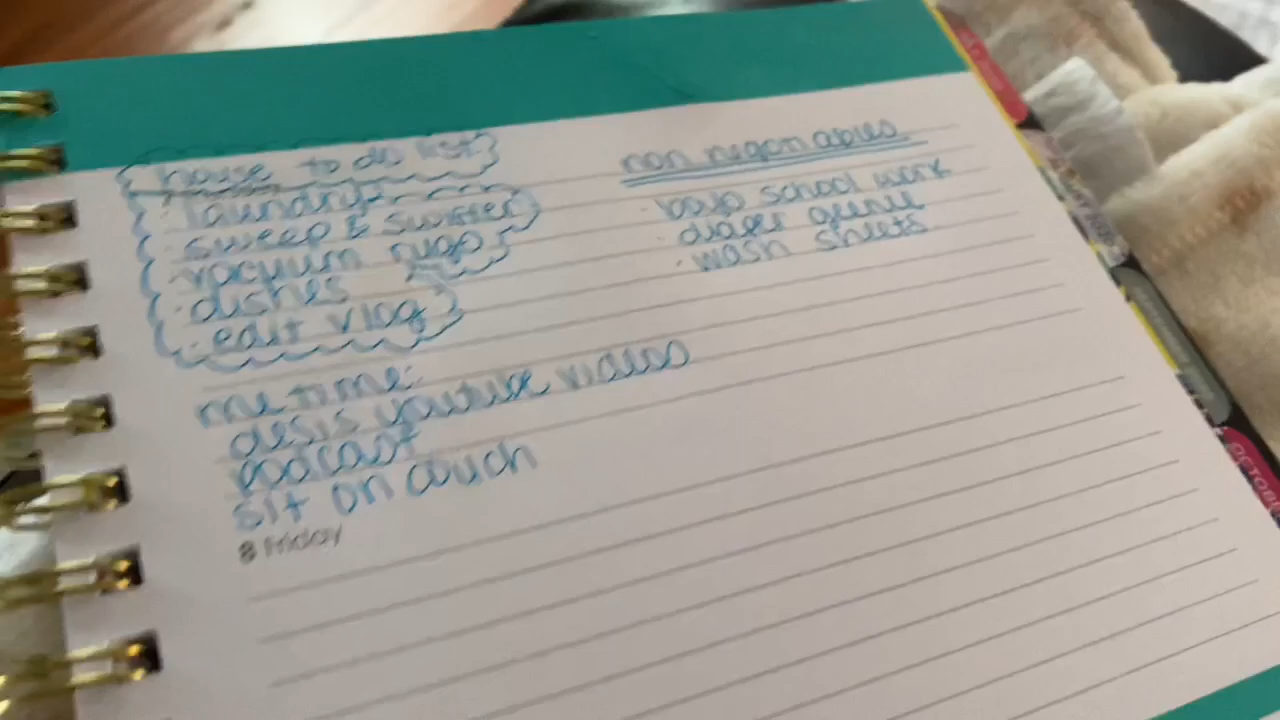 house to do list
· laundry
· sweep & swiffer
· vacuum rugs
· dishes
· edit vlog
me time:
desis youtube videos
podcast
sit on couch
8 Friday
non negotiables
· school work
· diaper genie
· wash sheets
OCTOBE